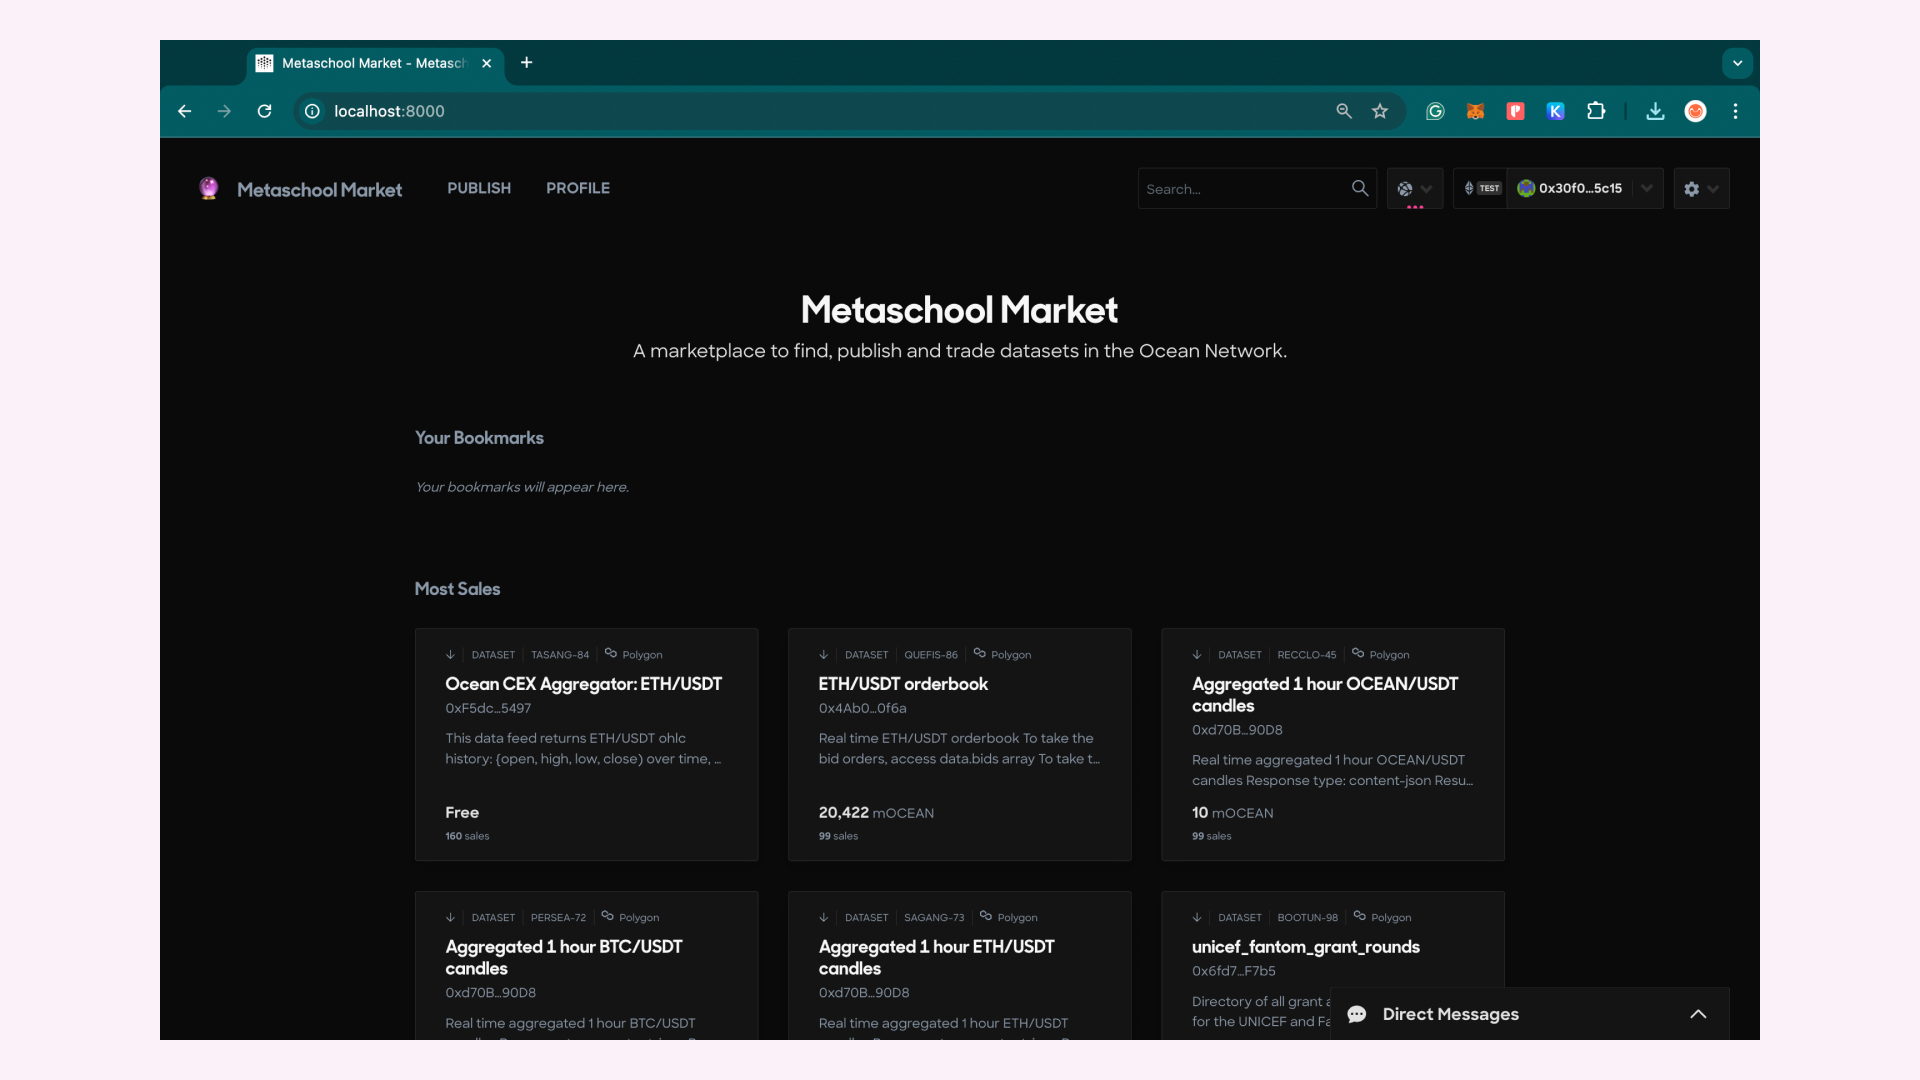 Metaschool Market - Metasch
localhost:8000
Metaschool Market
PUBLISH
PROFILE
Search...
TEST
0x30f0...5c15
Metaschool Market
A marketplace to find, publish and trade datasets in the Ocean Network.
Your Bookmarks
Your bookmarks will appear here.
Most Sales
DATASET TASANG-84 Polygon
Ocean CEX Aggregator: ETH/USDT
0xF5dc...5497
This data feed returns ETH/USDT ohlc
history: {open, high, low, close) over time, ...
Free
160 sales
DATASET QUEFIS-86 Polygon
ETH/USDT orderbook
0x4Ab0...0f6a
Real time ETH/USDT orderbook To take the
bid orders, access data.bids array To take t...
20,422 mOCEAN
99 sales
DATASET RECCLO-45 Polygon
Aggregated 1 hour OCEAN/USDT
candles
0xd70B...90D8
Real time aggregated 1 hour OCEAN/USDT
candles Response type: content-json Resu...
10 mOCEAN
99 sales
DATASET PERSEA-72 Polygon
Aggregated 1 hour BTC/USDT
candles
0xd70B...90D8
Real time aggregated 1 hour BTC/USDT
DATASET SAGANG-73 Polygon
Aggregated 1 hour ETH/USDT
candles
0xd70B...90D8
Real time aggregated 1 hour ETH/USDT
DATASET BOOTUN-98 Polygon
unicef_fantom_grant_rounds
0x6fd7...F7b5
Directory of all grant
for the UNICEF and
Direct Messages